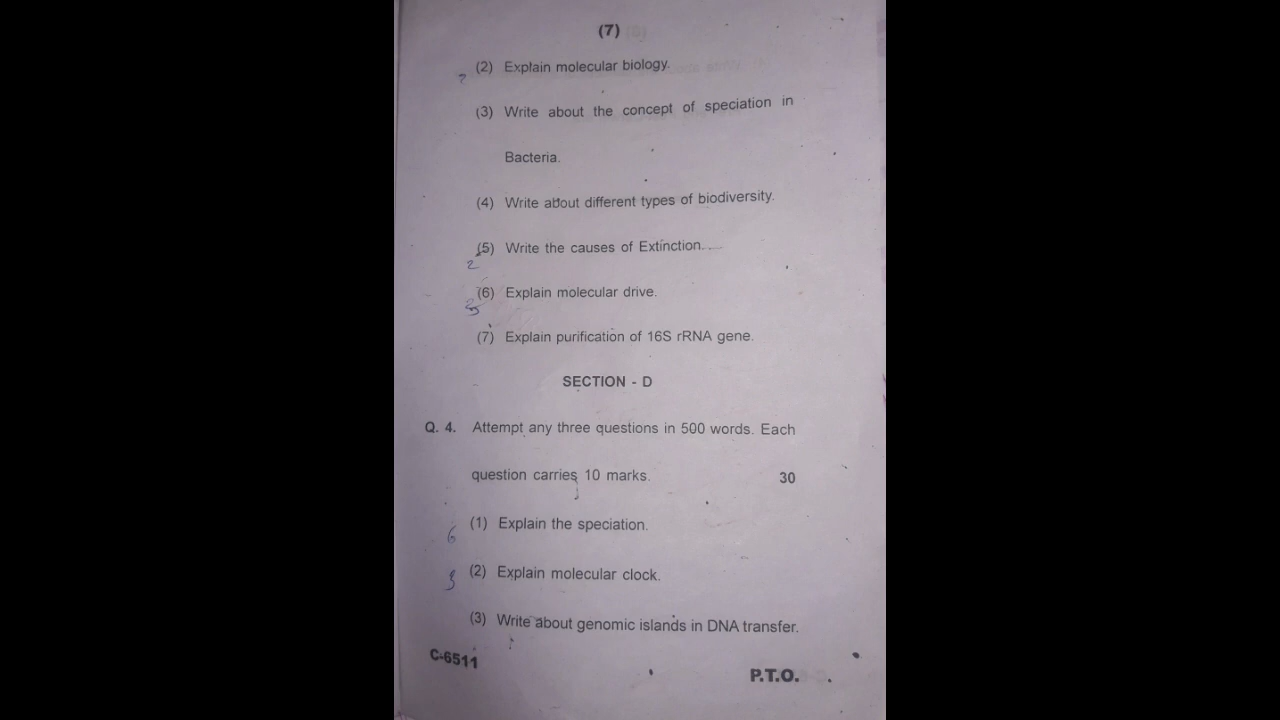 (7)
(2) Explain molecular biology.
(3) Write about the concept of speciation in
Bacteria.
(4) Write about different types of biodiversity.
(5) Write the causes of Extinction.
2
(6) Explain molecular drive.
(7) Explain purification of 16S rRNA gene.
SECTION - D
Q. 4. Attempt any three questions in 500 words. Each
question carries 10 marks. 30
(1) Explain the speciation.
6
(2) Explain molecular clock.
(3) Write about genomic islands in DNA transfer.
C-6511
P.T.O.